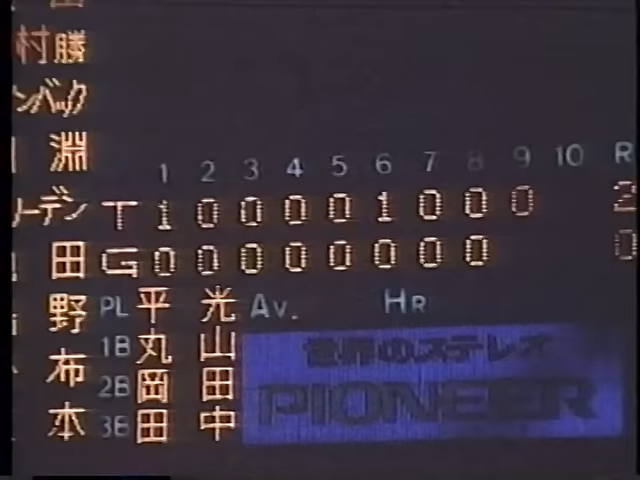 村勝
ンバック
淵
ーデン
田
野
布
本
1 2 3 4 5 6 7 8 9 10 R
T 1 0 0 0 0 1 0 0 0 2
G 0 0 0 0 0 0 0 0 0
PL 平光 Av. HR
1B 丸山
2B 岡田
3B 田中
世界のステレオ
PIONEER